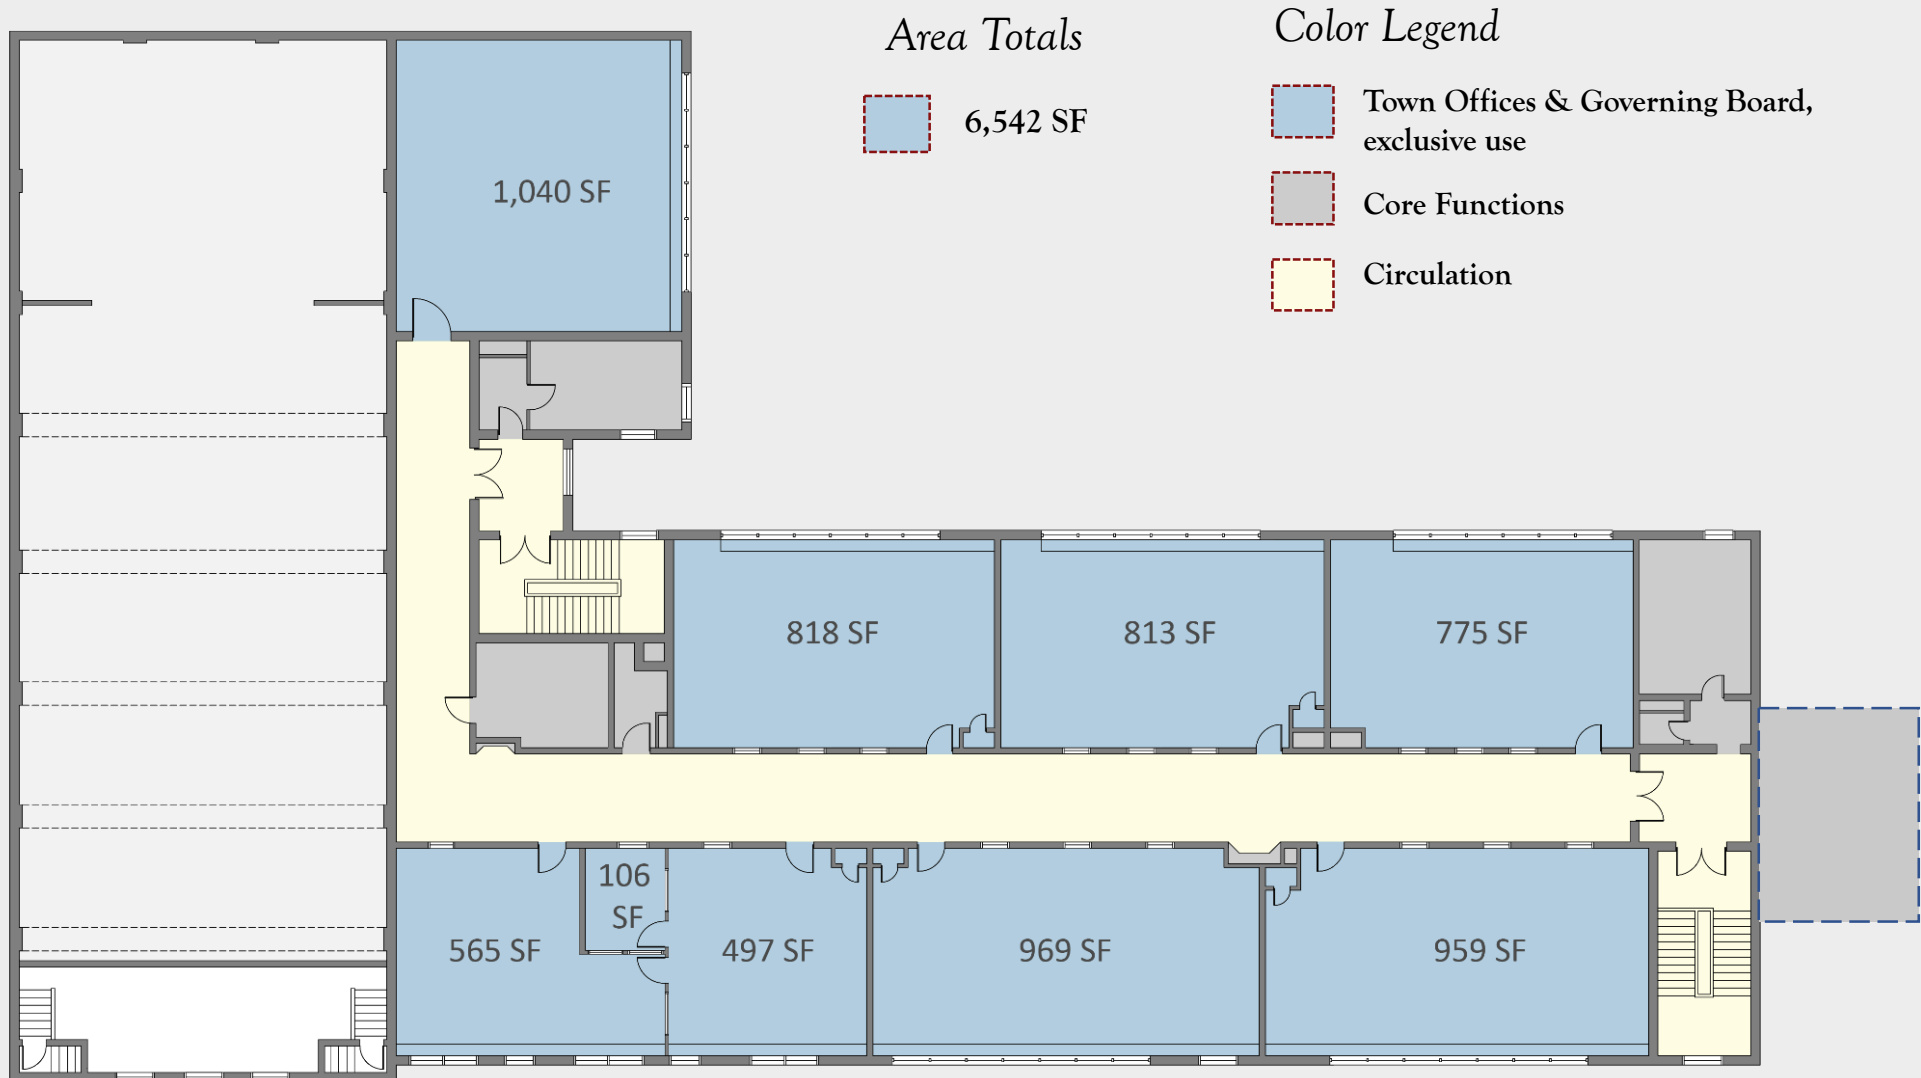 Area Totals
6,542 SF
Color Legend
Town Offices & Governing Board,
exclusive use
Core Functions
Circulation
1,040 SF
818 SF
813 SF
775 SF
106
SF
565 SF
497 SF
969 SF
959 SF